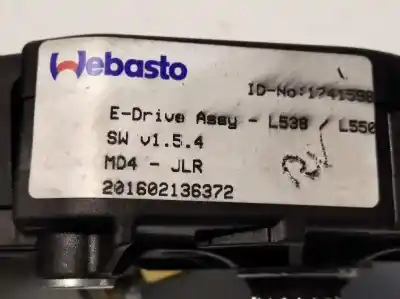 Webasto
ID-No:1741598
E-Drive Assy - L538 / L550
SW v1.5.4
MD4 - JLR
201602136372